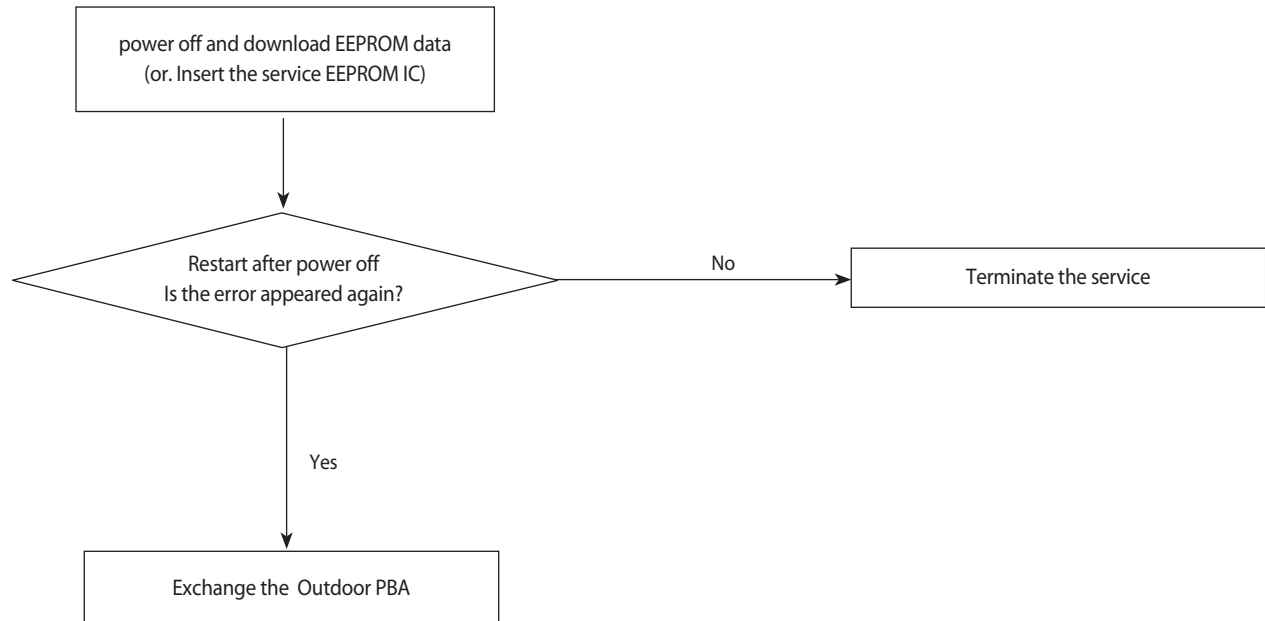 power off and download EEPROM data
(or. Insert the service EEPROM IC)
Restart after power off
Is the error appeared again?
No
Terminate the service
Yes
Exchange the Outdoor PBA